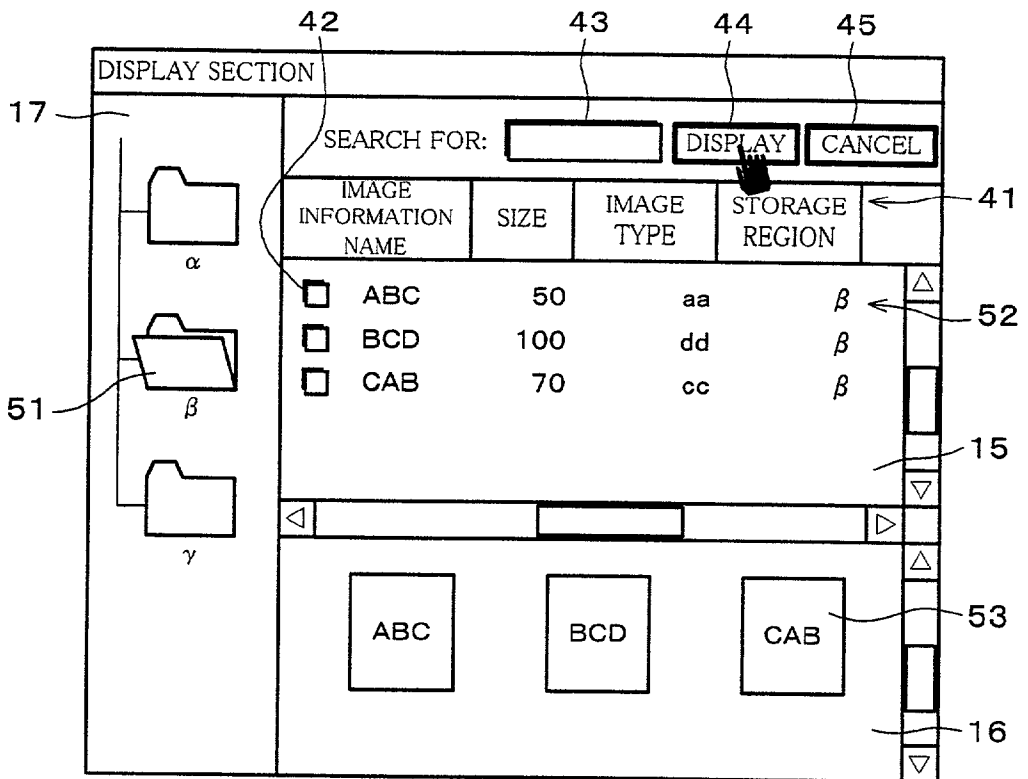 42 43 44 45
DISPLAY SECTION
17
SEARCH FOR: DISPLAY CANCEL
IMAGE INFORMATION NAME SIZE IMAGE TYPE STORAGE REGION 41
α
ABC 50 aa β 52
BCD 100 dd β
CAB 70 cc β
51
β
15
γ
ABC BCD CAB 53
16